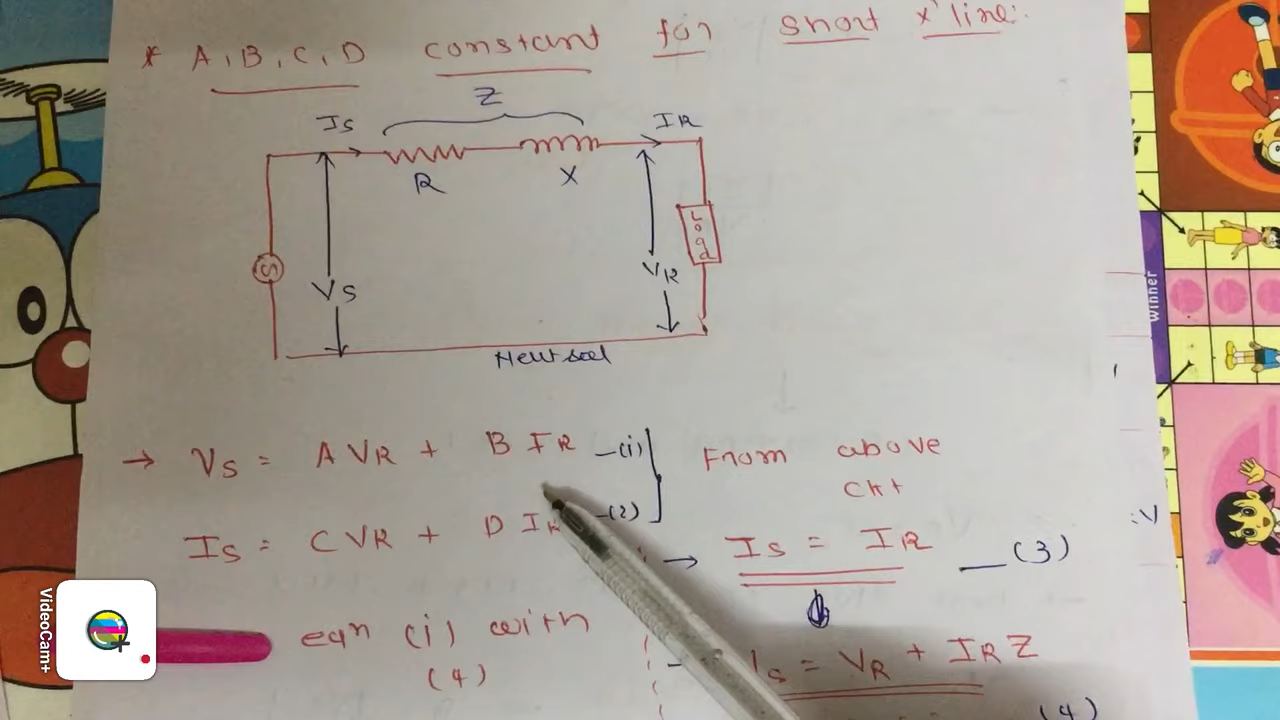 * A, B, C, D constant for short x' line:
Z
Is
IR
R
X
S
Load
Vs
VR
Neutral
→ Vs = A VR + B IR -(i)
From above
ckt
Is = C VR + D IR -(2)
→ Is = IR —(3)
eqn (i) with
(4)
s = VR + IR Z
(4)
winner
VideoCam+